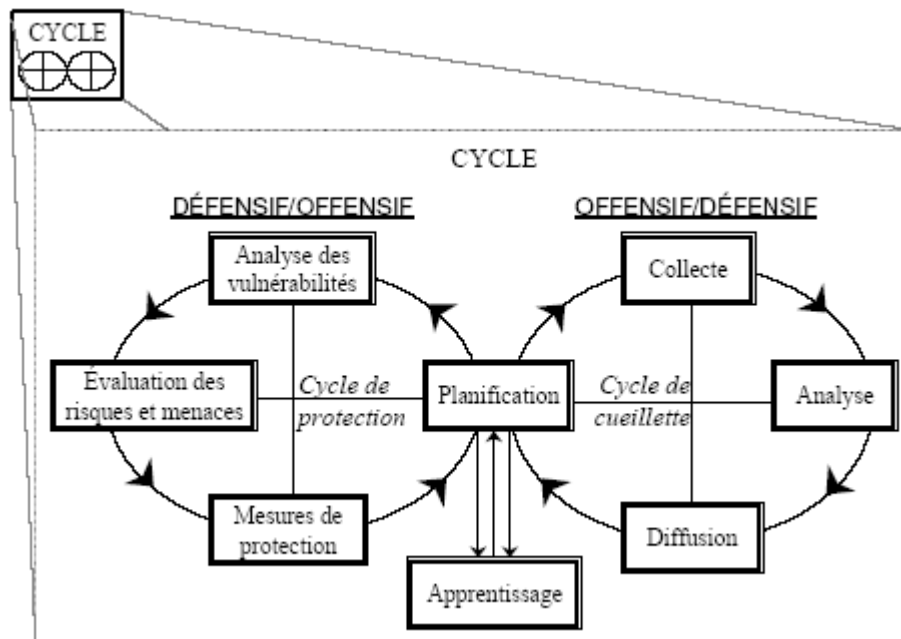 CYCLE
CYCLE
DÉFENSIF/OFFENSIF
OFFENSIF/DÉFENSIF
Analyse des
vulnérabilités
Collecte
Évaluation des
risques et menaces
Cycle de
protection
Planification
Cycle de
cueillette
Analyse
Mesures de
protection
Diffusion
Apprentissage